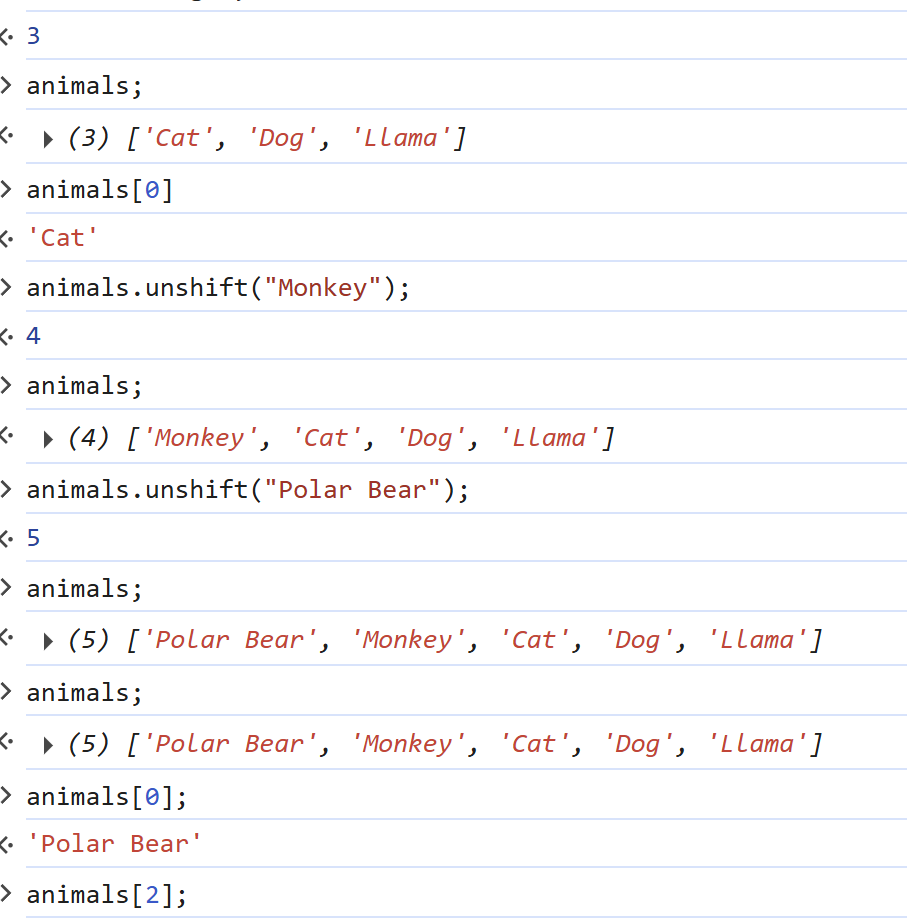 3
animals;
(3) ['Cat', 'Dog', 'Llama']
animals[0]
'Cat'
animals.unshift("Monkey");
4
animals;
(4) ['Monkey', 'Cat', 'Dog', 'Llama']
animals.unshift("Polar Bear");
5
animals;
(5) ['Polar Bear', 'Monkey', 'Cat', 'Dog', 'Llama']
animals;
(5) ['Polar Bear', 'Monkey', 'Cat', 'Dog', 'Llama']
animals[0];
'Polar Bear'
animals[2];